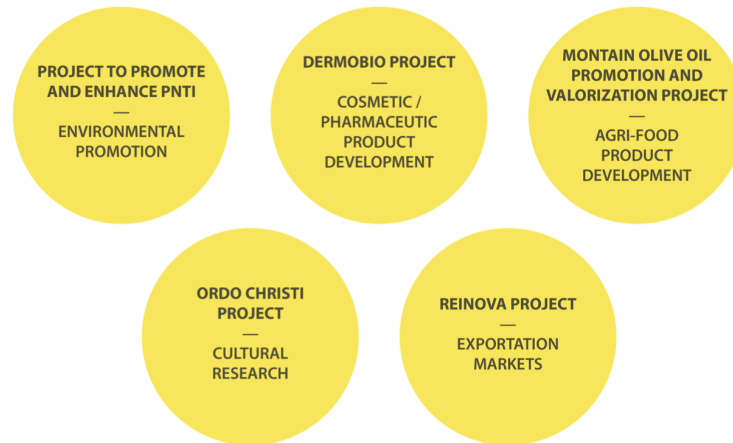 PROJECT TO PROMOTE
AND ENHANCE PNTI
—
ENVIRONMENTAL
PROMOTION
DERMOBIO PROJECT
—
COSMETIC /
PHARMACEUTIC
PRODUCT
DEVELOPMENT
MONTAIN OLIVE OIL
PROMOTION AND
VALORIZATION PROJECT
—
AGRI-FOOD
PRODUCT
DEVELOPMENT
ORDO CHRISTI
PROJECT
—
CULTURAL
RESEARCH
REINOVA PROJECT
—
EXPORTATION
MARKETS